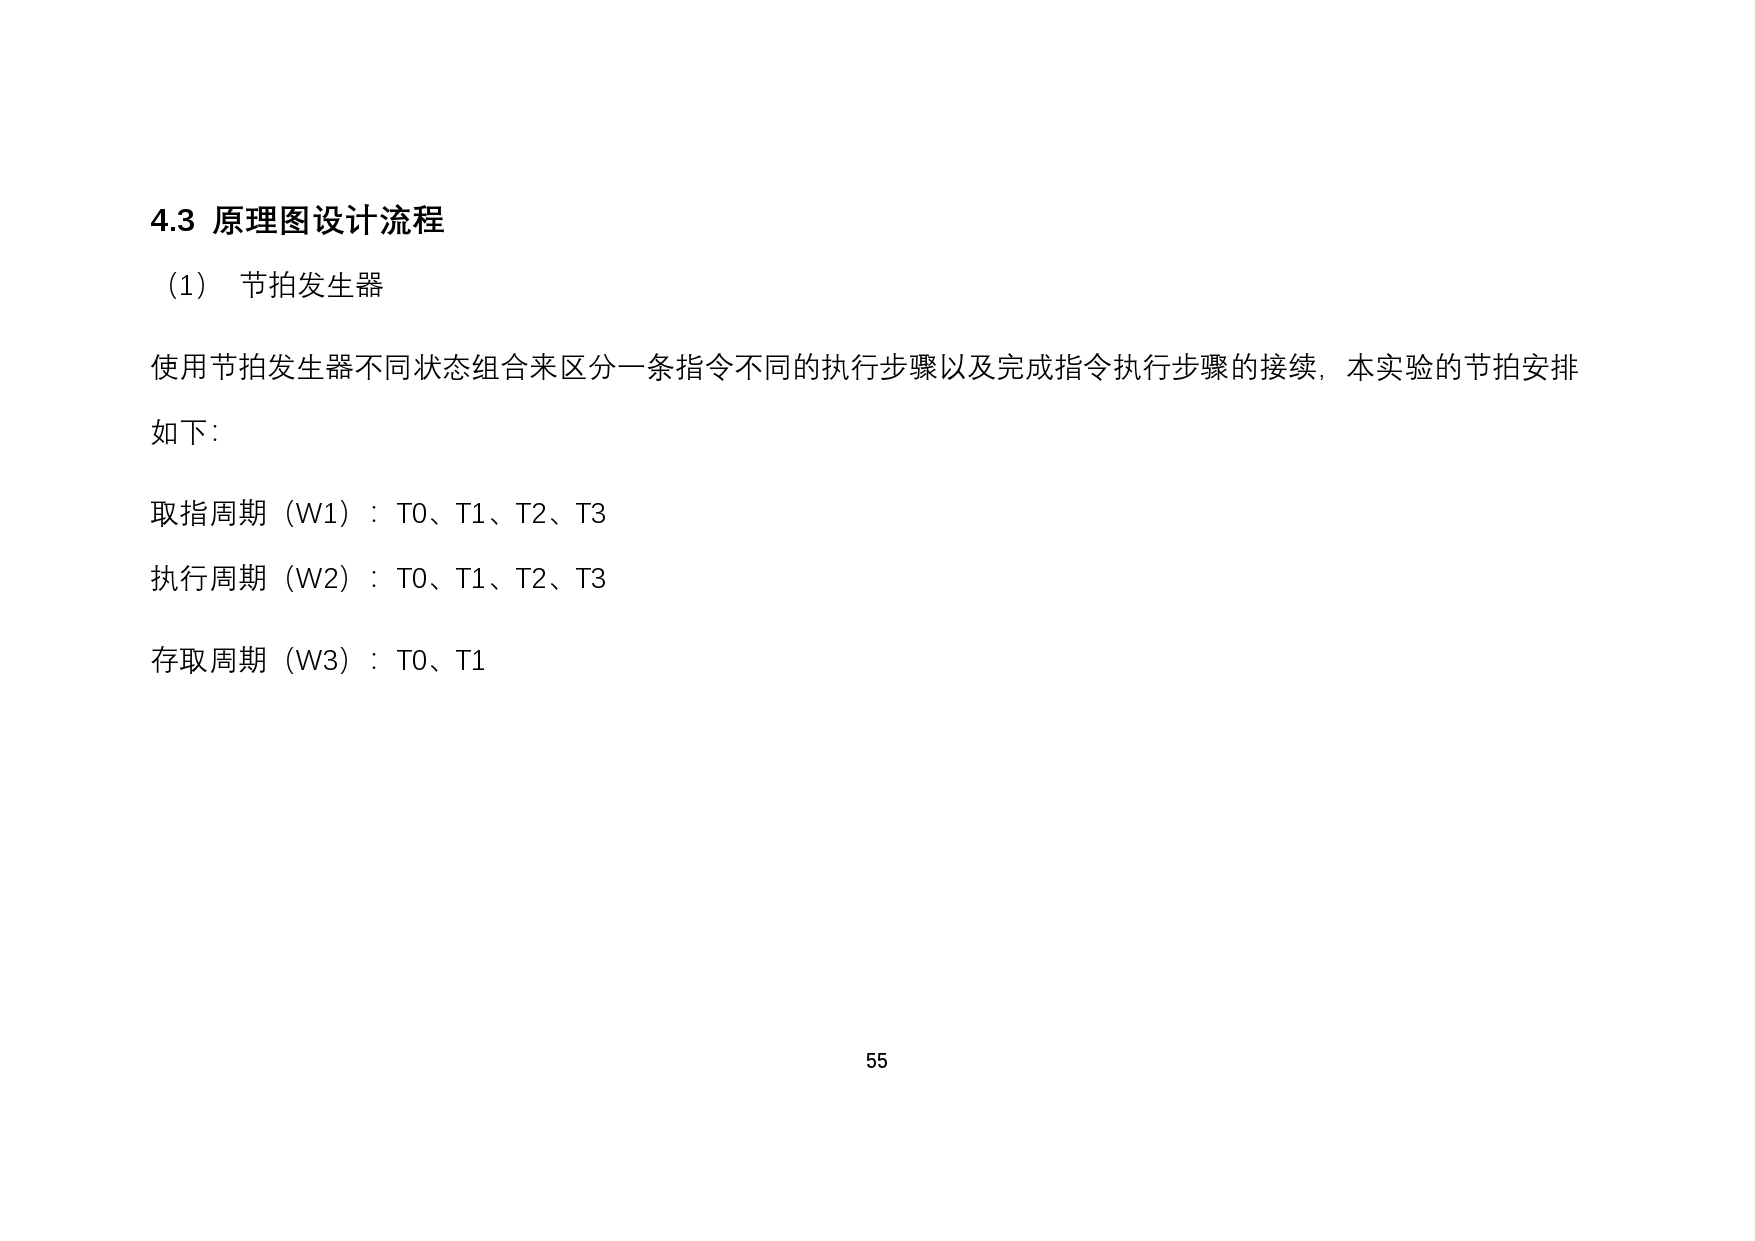 4.3 原理图设计流程
（1） 节拍发生器
使用节拍发生器不同状态组合来区分一条指令不同的执行步骤以及完成指令执行步骤的接续，本实验的节拍安排
如下：
取指周期（W1）：T0、T1、T2、T3
执行周期（W2）：T0、T1、T2、T3
存取周期（W3）：T0、T1
55